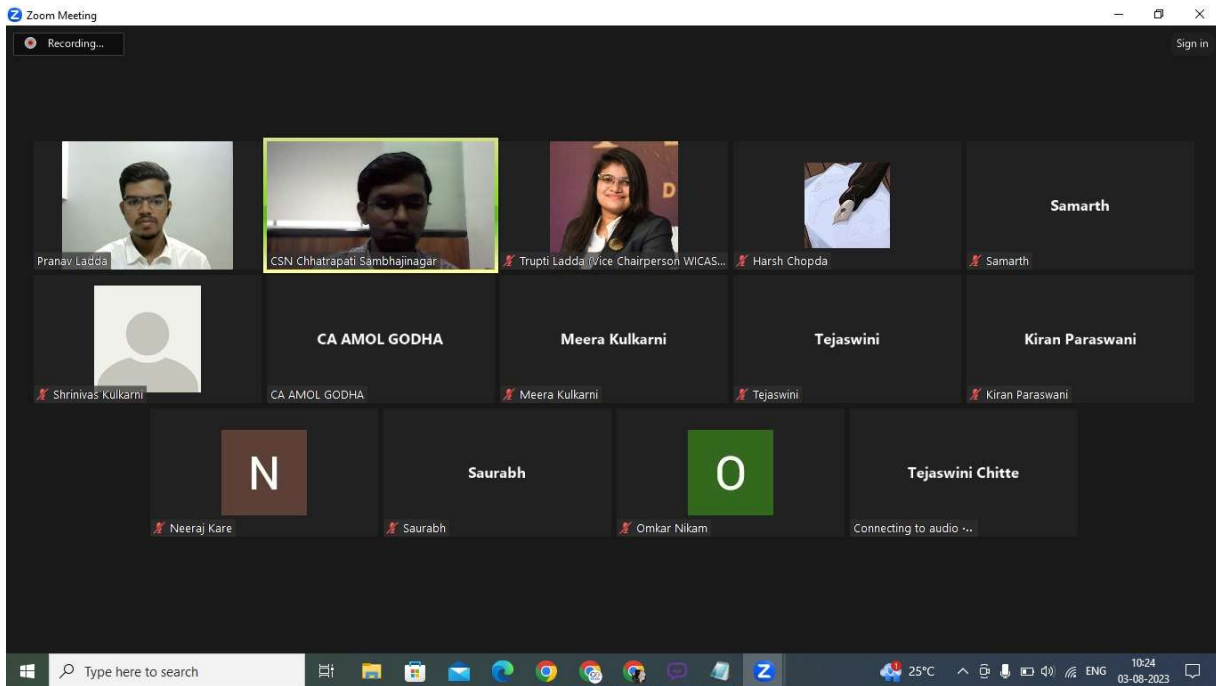 Zoom Meeting
Recording...
Sign in
Pranav Ladda
CSN Chhatrapati Sambhajinagar
D
Trupti Ladda (Vice Chairperson WICAS...
Harsh Chopda
Samarth
Samarth
Shrinivas Kulkarni
CA AMOL GODHA
CA AMOL GODHA
Meera Kulkarni
Meera Kulkarni
Tejaswini
Tejaswini
Kiran Paraswani
Kiran Paraswani
N
Neeraj Kare
Saurabh
Saurabh
O
Omkar Nikam
Tejaswini Chitte
Connecting to audio ·..
Type here to search
25°C
ENG
10:24
03-08-2023